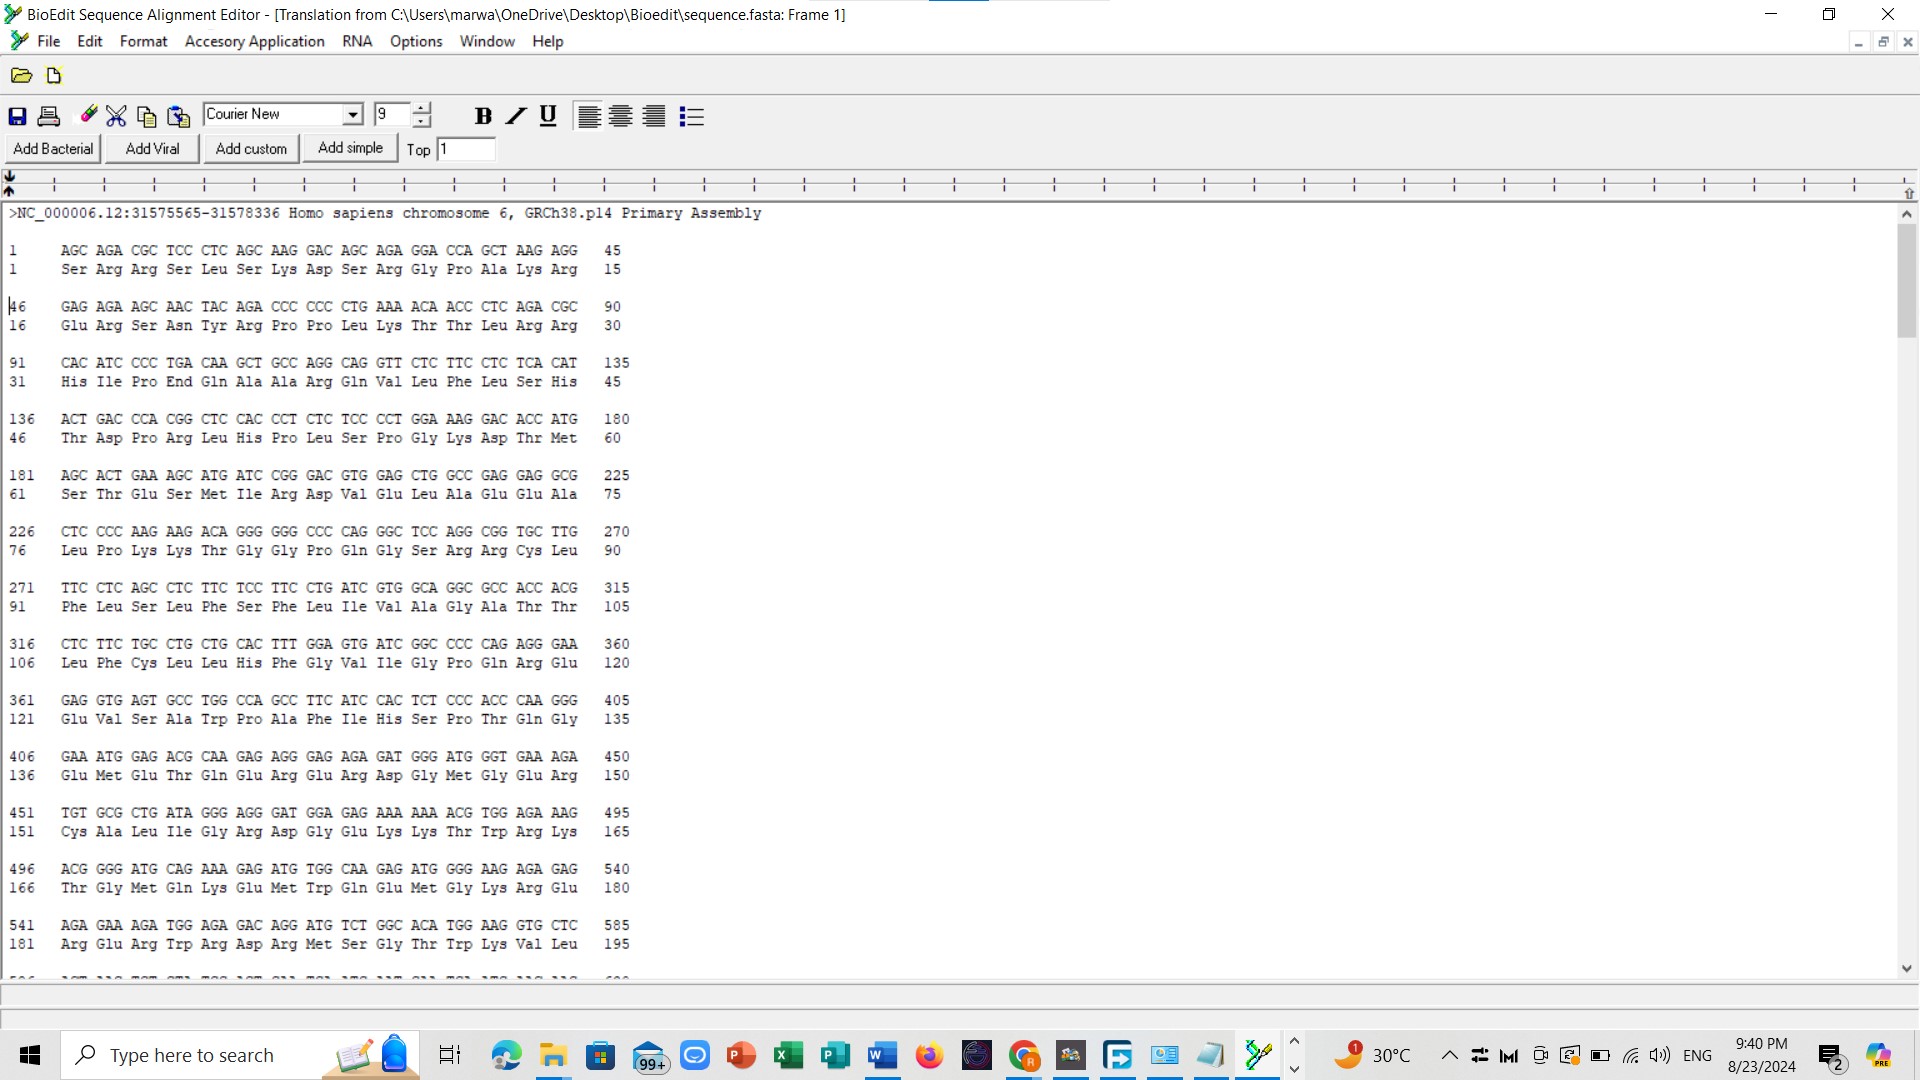 BioEdit Sequence Alignment Editor - [Translation from C:\Users\marwa\OneDrive\Desktop\Bioedit\sequence.fasta: Frame 1]
File Edit Format Accesory Application RNA Options Window Help
Courier New 9 B I U
Add Bacterial Add Viral Add custom Add simple Top 1
>NC_000006.12:31575565-31578336 Homo sapiens chromosome 6, GRCh38.p14 Primary Assembly
1 AGC AGA CGC TCC CTC AGC AAG GAC AGC AGA GGA CCA GCT AAG AGG 45
1 Ser Arg Arg Ser Leu Ser Lys Asp Ser Arg Gly Pro Ala Lys Arg 15
46 GAG AGA AGC AAC TAC AGA CCC CCC CTG AAA ACA ACC CTC AGA CGC 90
16 Glu Arg Ser Asn Tyr Arg Pro Pro Leu Lys Thr Thr Leu Arg Arg 30
91 CAC ATC CCC TGA CAA GCT GCC AGG CAG GTT CTC TTC CTC TCA CAT 135
31 His Ile Pro End Gln Ala Ala Arg Gln Val Leu Phe Leu Ser His 45
136 ACT GAC CCA CGG CTC CAC CCT CTC TCC CCT GGA AAG GAC ACC ATG 180
46 Thr Asp Pro Arg Leu His Pro Leu Ser Pro Gly Lys Asp Thr Met 60
181 AGC ACT GAA AGC ATG ATC CGG GAC GTG GAG CTG GCC GAG GAG GCG 225
61 Ser Thr Glu Ser Met Ile Arg Asp Val Glu Leu Ala Glu Glu Ala 75
226 CTC CCC AAG AAG ACA GGG GGG CCC CAG GGC TCC AGG CGG TGC TTG 270
76 Leu Pro Lys Lys Thr Gly Gly Pro Gln Gly Ser Arg Arg Cys Leu 90
271 TTC CTC AGC CTC TTC TCC TTC CTG ATC GTG GCA GGC GCC ACC ACG 315
91 Phe Leu Ser Leu Phe Ser Phe Leu Ile Val Ala Gly Ala Thr Thr 105
316 CTC TTC TGC CTG CTG CAC TTT GGA GTG ATC GGC CCC CAG AGG GAA 360
106 Leu Phe Cys Leu Leu His Phe Gly Val Ile Gly Pro Gln Arg Glu 120
361 GAG GTG AGT GCC TGG CCA GCC TTC ATC CAC TCT CCC ACC CAA GGG 405
121 Glu Val Ser Ala Trp Pro Ala Phe Ile His Ser Pro Thr Gln Gly 135
406 GAA ATG GAG ACG CAA GAG AGG GAG AGA GAT GGG ATG GGT GAA AGA 450
136 Glu Met Glu Thr Gln Glu Arg Glu Arg Asp Gly Met Gly Glu Arg 150
451 TGT GCG CTG ATA GGG AGG GAT GGA GAG AAA AAA ACG TGG AGA AAG 495
151 Cys Ala Leu Ile Gly Arg Asp Gly Glu Lys Lys Thr Trp Arg Lys 165
496 ACG GGG ATG CAG AAA GAG ATG TGG CAA GAG ATG GGG AAG AGA GAG 540
166 Thr Gly Met Gln Lys Glu Met Trp Gln Glu Met Gly Lys Arg Glu 180
541 AGA GAA AGA TGG AGA GAC AGG ATG TCT GGC ACA TGG AAG GTG CTC 585
181 Arg Glu Arg Trp Arg Asp Arg Met Ser Gly Thr Trp Lys Val Leu 195
Type here to search
99+
1
30°C
ENG
9:40 PM
8/23/2024
2
PRE